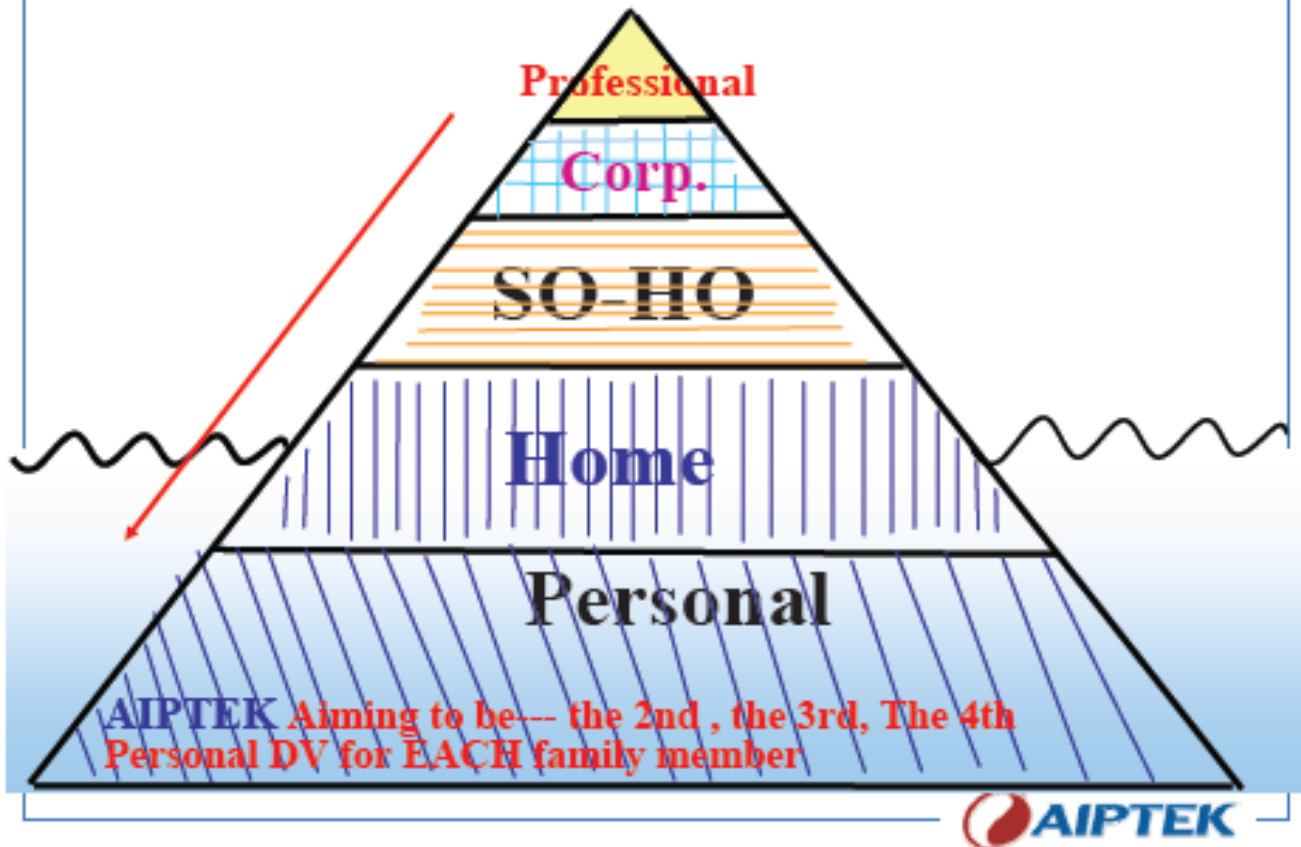 Professional
Corp.
SO-HO
Home
Personal
AIPTEK Aiming to be--- the 2nd , the 3rd, The 4th
Personal DV for EACH family member
AIPTEK